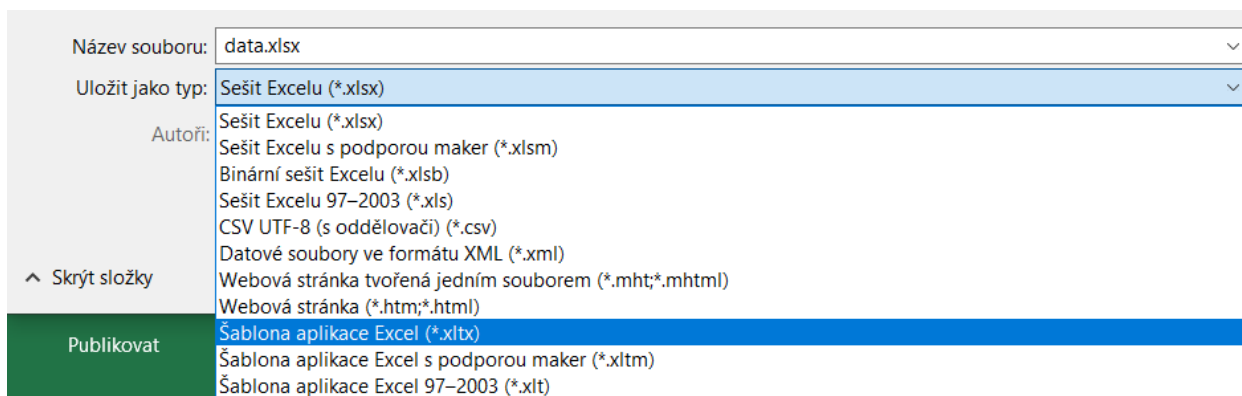 Název souboru: data.xlsx
Uložit jako typ: Sešit Excelu (*.xlsx)
Autoři:
Sešit Excelu (*.xlsx)
Sešit Excelu s podporou maker (*.xlsm)
Binární sešit Excelu (*.xlsb)
Sešit Excelu 97–2003 (*.xls)
CSV UTF-8 (s oddělovači) (*.csv)
Datové soubory ve formátu XML (*.xml)
Skrýt složky
Webová stránka tvořená jedním souborem (*.mht;*.mhtml)
Webová stránka (*.htm;*.html)
Šablona aplikace Excel (*.xltx)
Publikovat
Šablona aplikace Excel s podporou maker (*.xltm)
Šablona aplikace Excel 97–2003 (*.xlt)